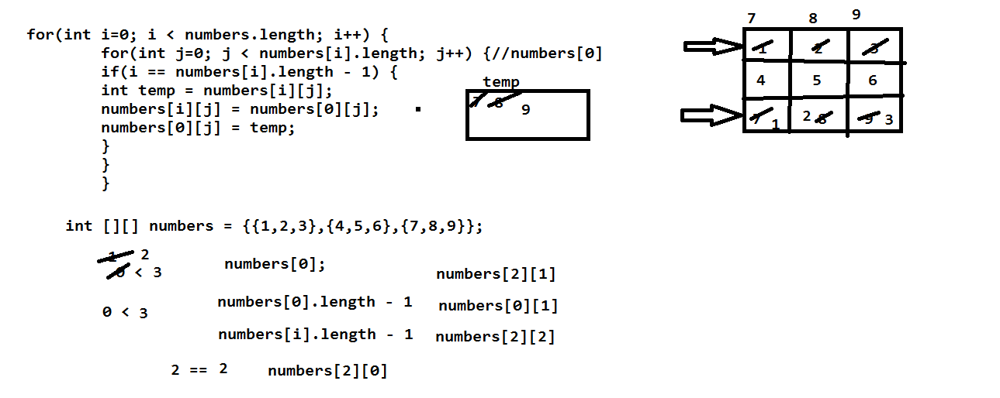 for(int i=0; i < numbers.length; i++) {
for(int j=0; j < numbers[i].length; j++) {//numbers[0]
if(i == numbers[i].length - 1) {
int temp = numbers[i][j];
numbers[i][j] = numbers[0][j];
numbers[0][j] = temp;
}
}
}
temp
7 8 9
7 8 9
1 2 3
4 5 6
7 1 2 8 9 3
int [][] numbers = {{1,2,3},{4,5,6},{7,8,9}};
1 2
0 < 3
numbers[0];
numbers[2][1]
0 < 3
numbers[0].length - 1
numbers[0][1]
numbers[i].length - 1
numbers[2][2]
2 == 2
numbers[2][0]